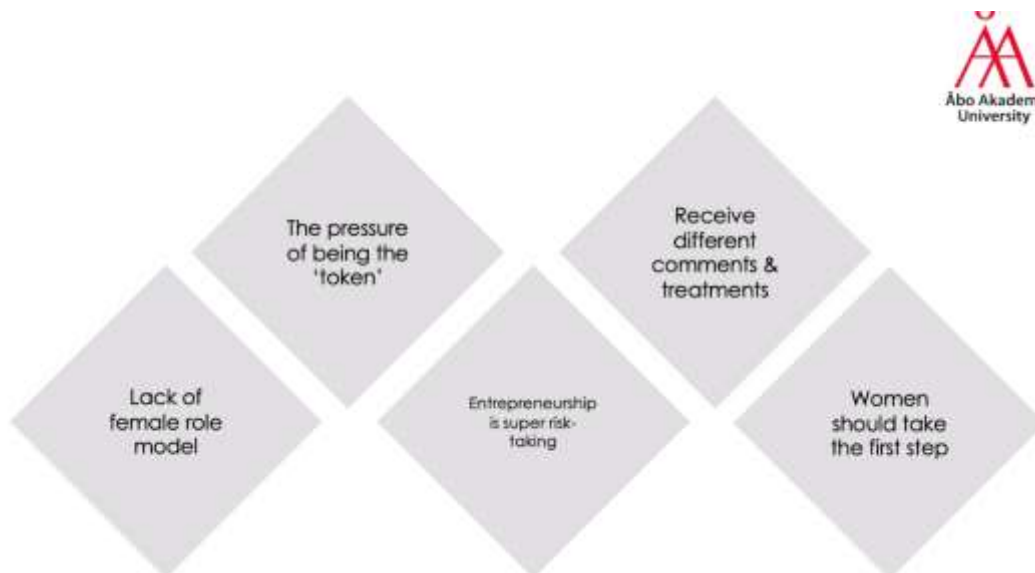 Åbo Akadem
University
The pressure
of being the
‘token’
Receive
different
comments &
treatments
Lack of
female role
model
Entrepreneurship
is super risk-
taking
Women
should take
the first step